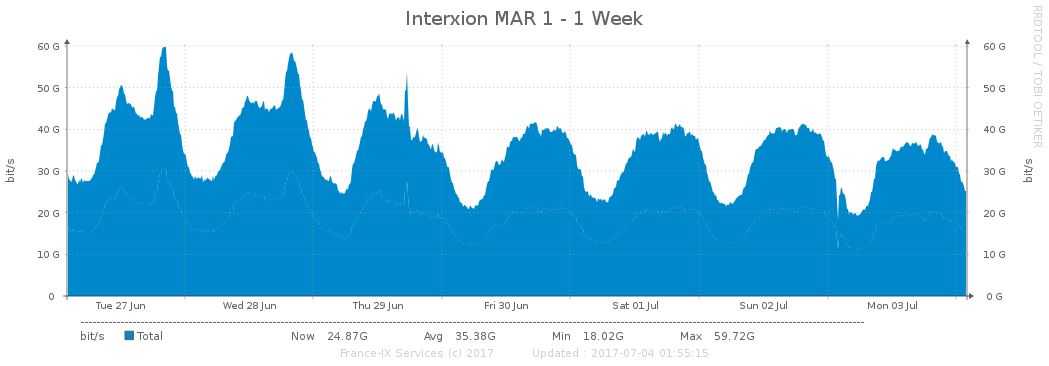 Interxion MAR 1 - 1 Week
RRDTOOL / TOBI OETIKER
60 G 60 G
50 G 50 G
40 G 40 G
30 G 30 G
20 G 20 G
10 G 10 G
0 0 G
bit/s bit/s
Tue 27 Jun Wed 28 Jun Thu 29 Jun Fri 30 Jun Sat 01 Jul Sun 02 Jul Mon 03 Jul
bit/s Total Now 24.87G Avg 35.38G Min 18.02G Max 59.72G
France-IX Services (c) 2017 Updated : 2017-07-04 01:55:15